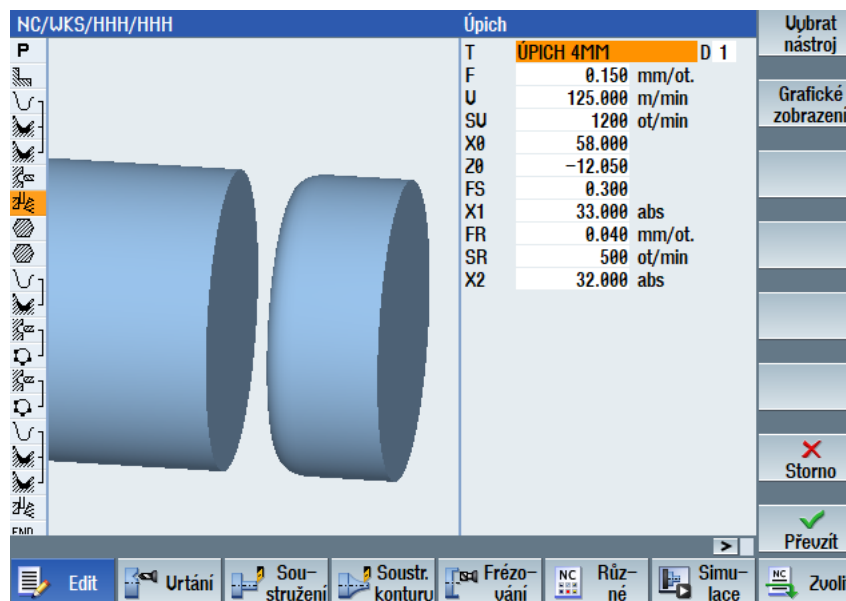 NC/WKS/HHH/HHH
Úpich
P
T ÚPICH 4MM D 1
F 0.150 mm/ot.
V 125.000 m/min
SV 1200 ot/min
X0 58.000
Z0 -12.050
FS 0.300
X1 33.000 abs
FR 0.040 mm/ot.
SR 500 ot/min
X2 32.000 abs
END
Vybrat
nástroj
Grafické
zobrazení
Storno
Převzít
>
Edit
Vrtání
Sou-
stružení
Soustr.
konturu
Frézo-
vání
NC
Růz-
né
Simu-
lace
NC
Zvoli